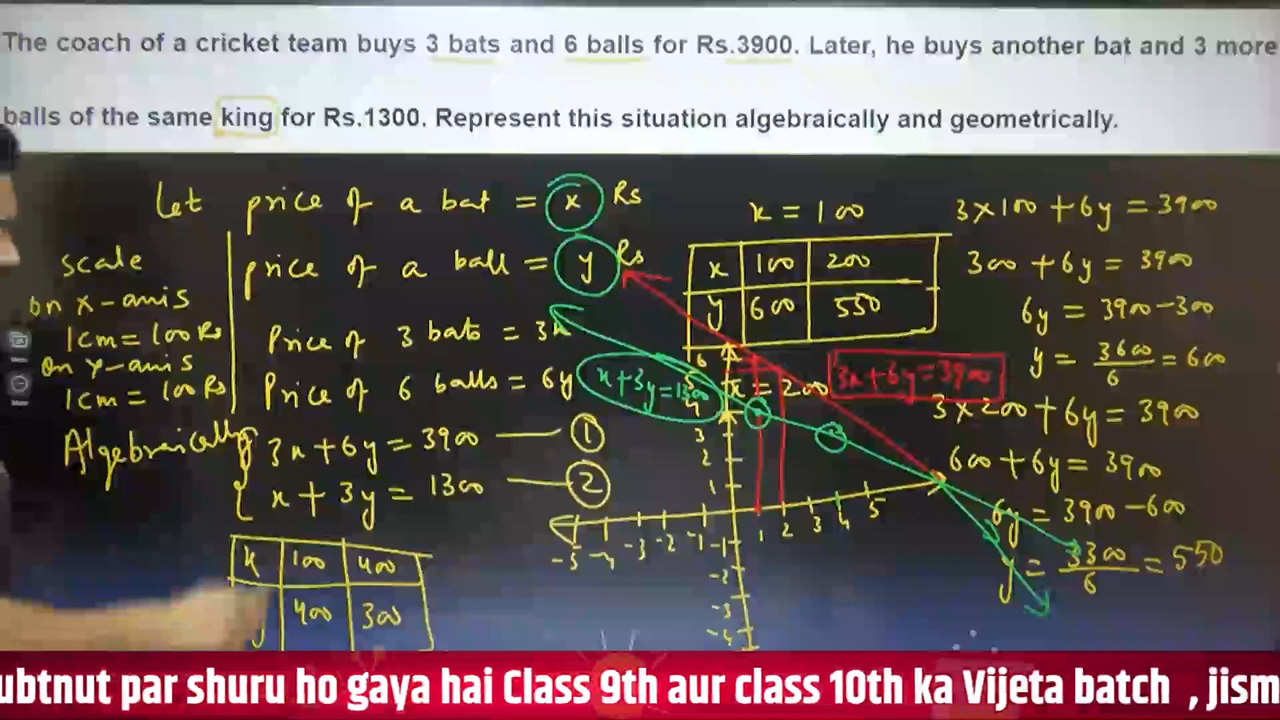 The coach of a cricket team buys 3 bats and 6 balls for Rs.3900. Later, he buys another bat and 3 more
balls of the same king for Rs.1300. Represent this situation algebraically and geometrically.
Let price of a bat = x Rs
price of a ball = y Rs
Price of 3 bats = 3x
Price of 6 balls = 6y
scale
on x-axis
1cm = 100 Rs
on y-axis
1cm = 100 Rs
Algebraically
3x + 6y = 3900 — ①
x + 3y = 1300 — ②
x 100 400
y 400 300
x = 100
x 100 200
y 600 550
x = 200
x + 3y = 1300
3x + 6y = 3900
6
5
4
3
2
1
-5 -4 -3 -2 -1 1 2 3 4 5
-2
-3
-4
3 x 100 + 6y = 3900
300 + 6y = 3900
6y = 3900 - 300
y = 3600/6 = 600
3 x 200 + 6y = 3900
600 + 6y = 3900
6y = 3900 - 600
y = 3300/6 = 550
ubtnut par shuru ho gaya hai Class 9th aur class 10th ka Vijeta batch , jism